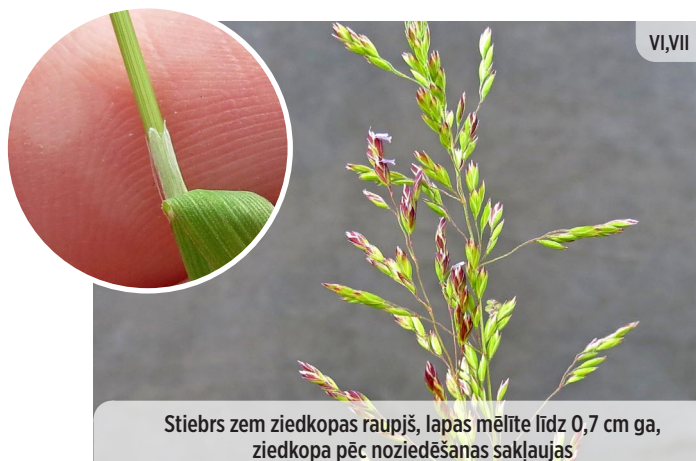 VI,VII
Stiebrs zem ziedkopas raupjš, lapas mēlīte līdz 0,7 cm ga,
ziedkopa pēc noziedēšanas sakļaujas